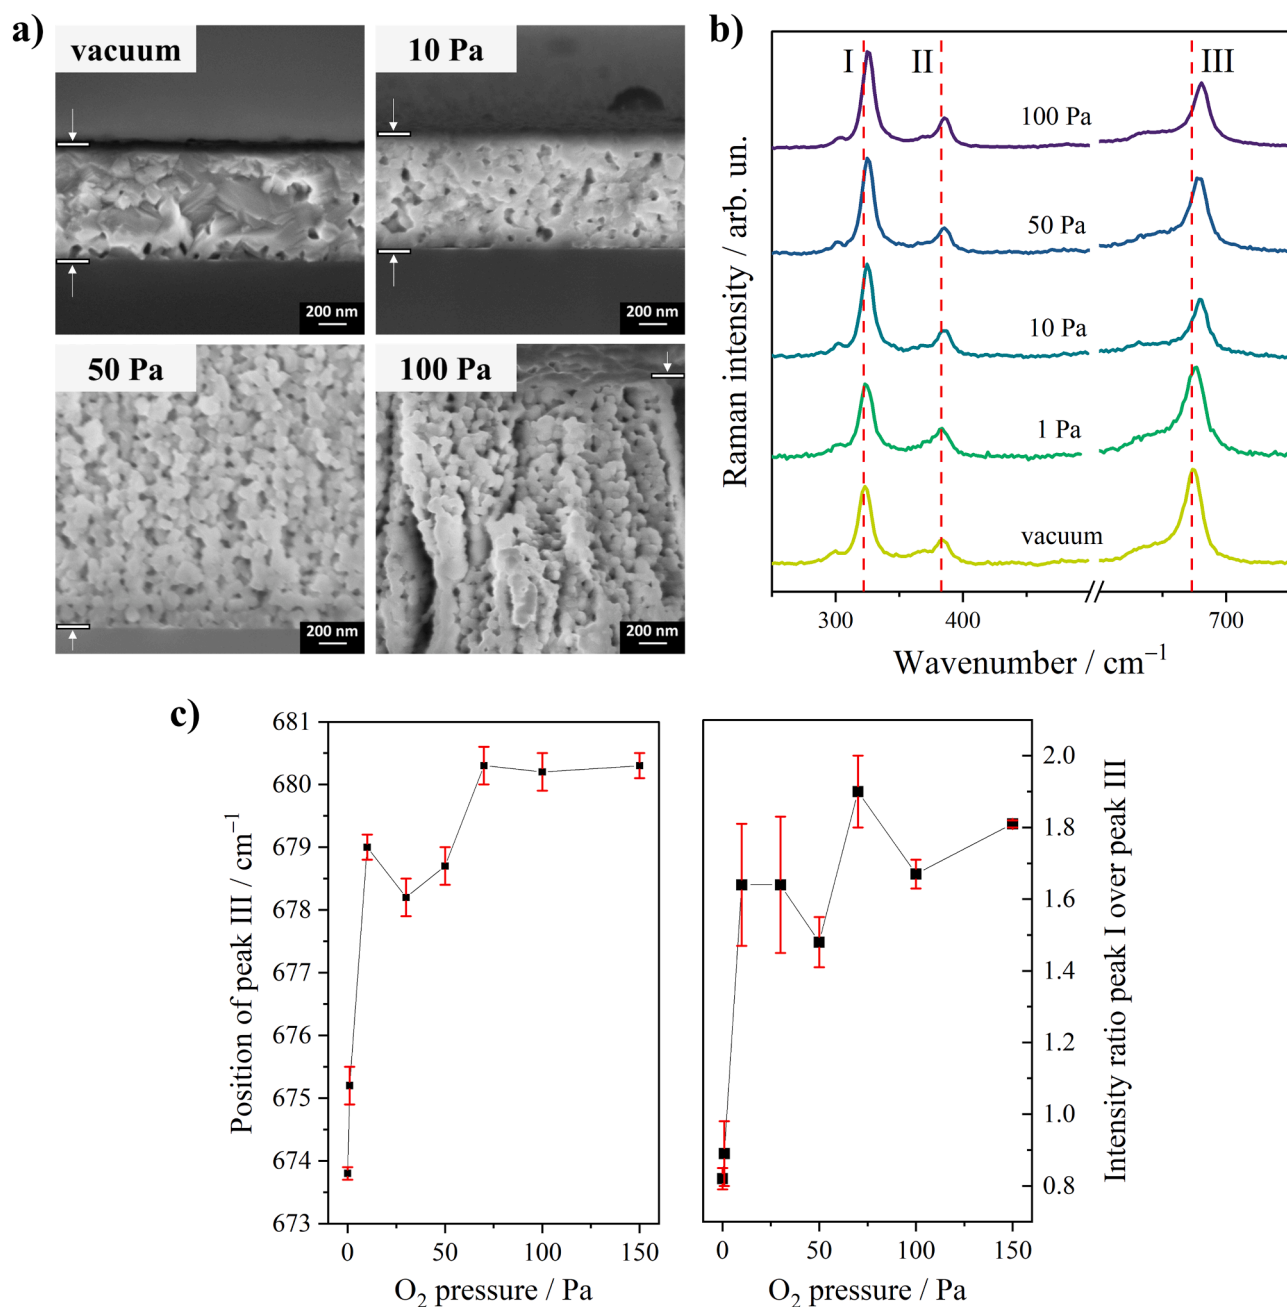 a)
vacuum
10 Pa
200 nm
200 nm
50 Pa
100 Pa
200 nm
200 nm
b)
I
II
III
100 Pa
50 Pa
10 Pa
1 Pa
vacuum
Raman intensity / arb. un.
300
400
700
Wavenumber / cm⁻¹
c)
681
680
679
678
677
676
675
674
673
Position of peak III / cm⁻¹
0
50
100
150
O₂ pressure / Pa
2.0
1.8
1.6
1.4
1.2
1.0
0.8
Intensity ratio peak I over peak III
0
50
100
150
O₂ pressure / Pa